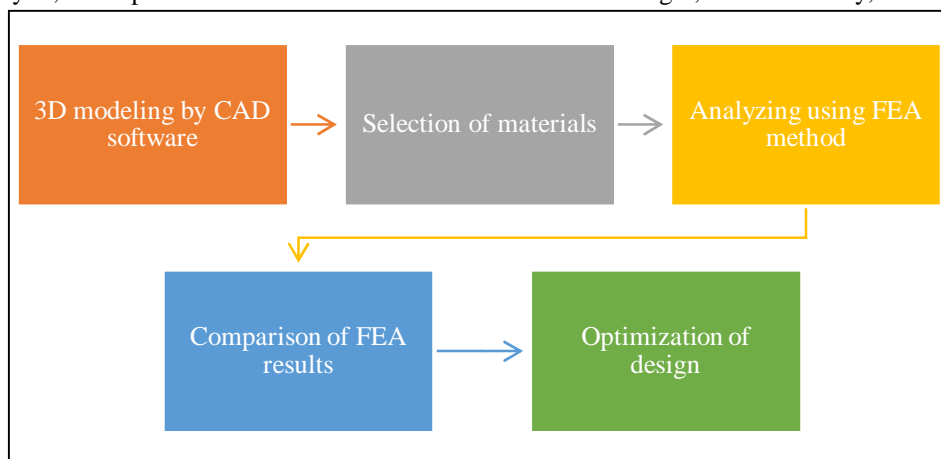 3D modeling by CAD
software
Selection of materials
Analyzing using FEA
method
Comparison of FEA
results
Optimization of
design